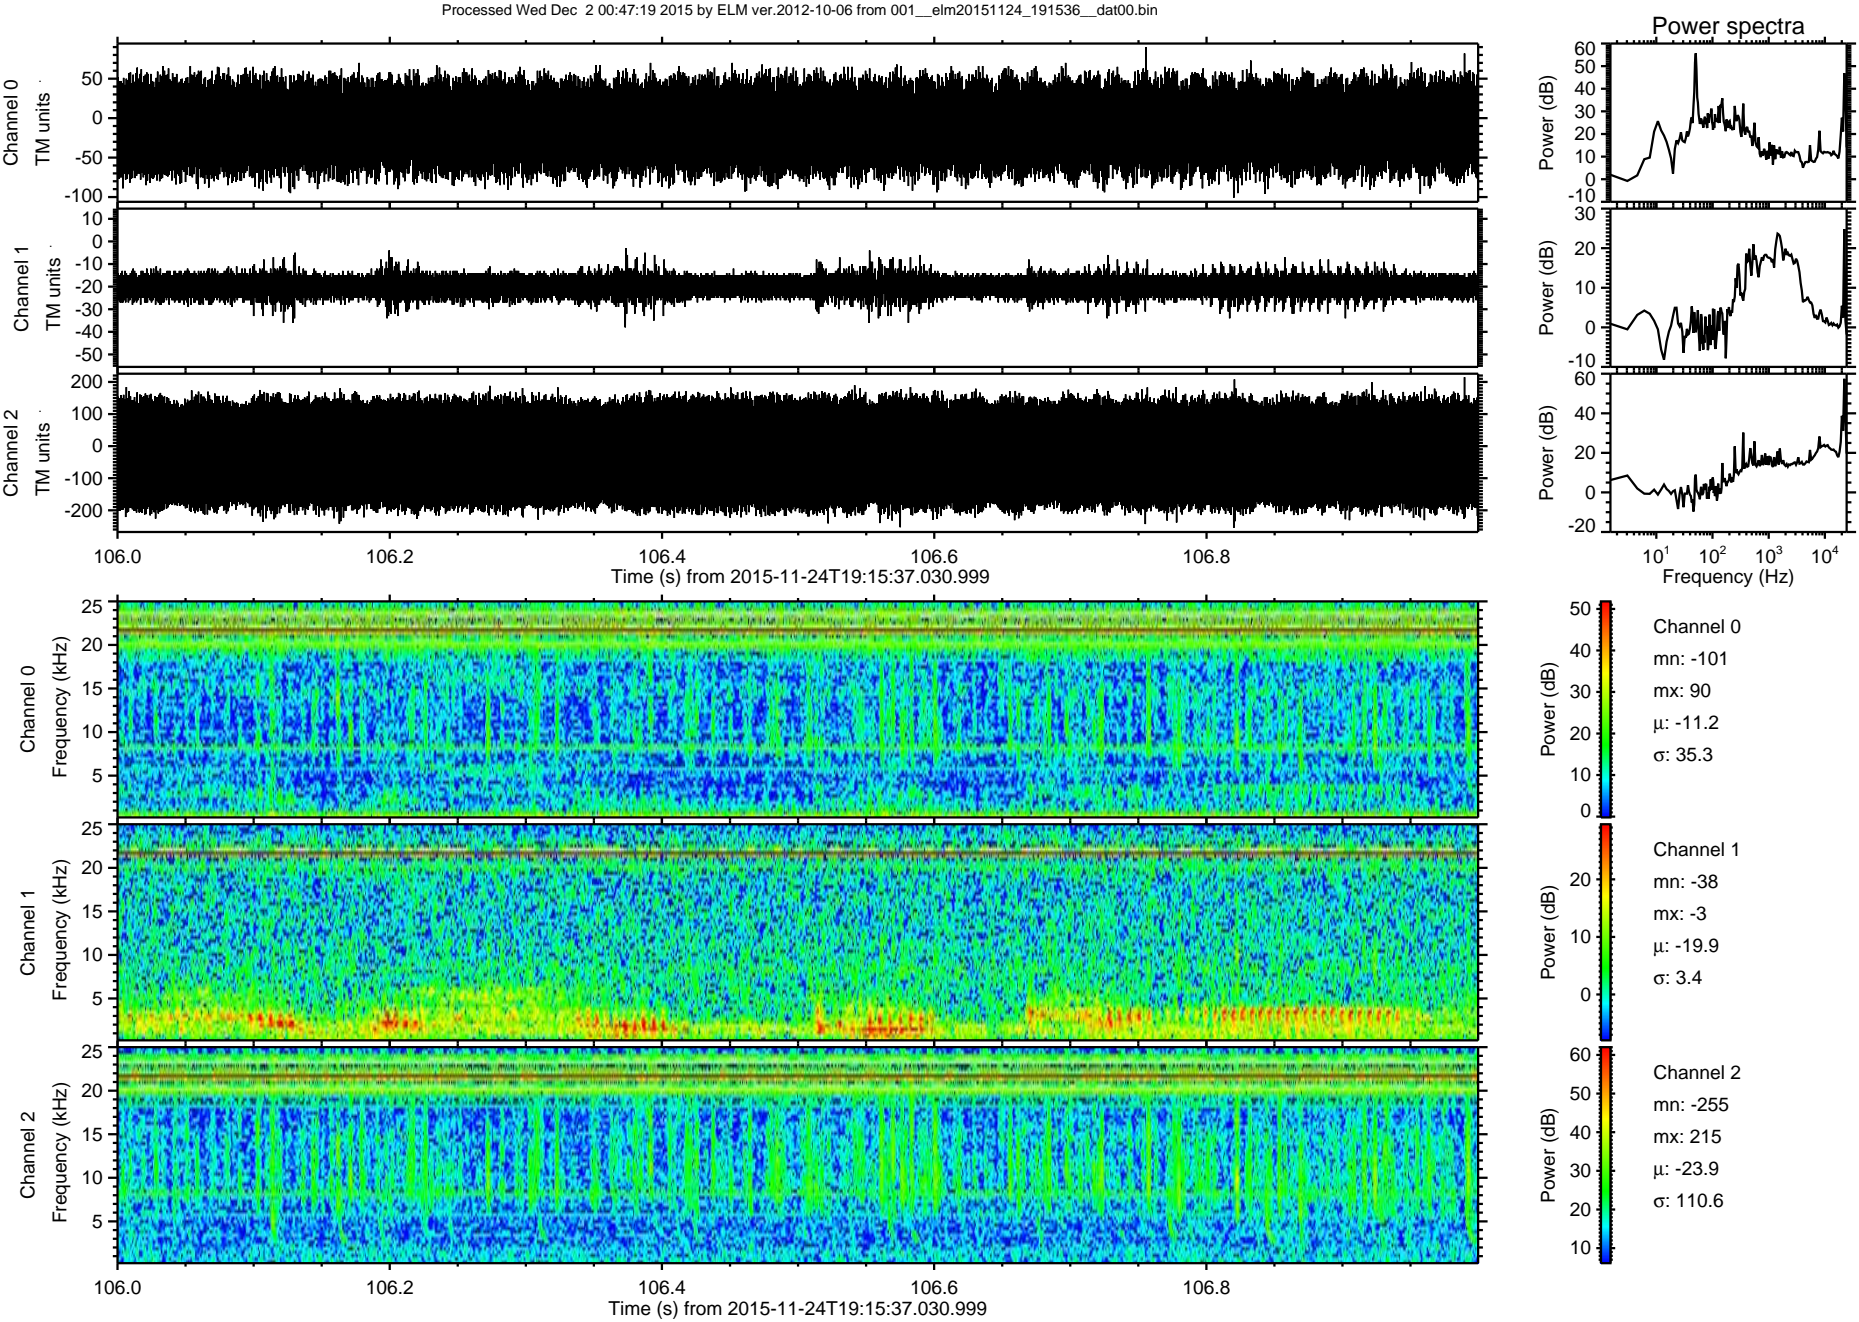 Processed Wed Dec 2 00:47:19 2015 by ELM ver.2012-10-06 from 001__elm20151124_191536__dat00.bin
Power spectra
Channel 0
TM units
50
0
-50
-100
Power (dB)
60
50
40
30
20
10
0
-10
Channel 1
TM units
10
0
-10
-20
-30
-40
-50
Power (dB)
30
20
10
0
-10
Channel 2
TM units
200
100
0
-100
-200
Power (dB)
60
40
20
0
-20
106.0 106.2 106.4 106.6 106.8
Time (s) from 2015-11-24T19:15:37.030.999
10¹ 10² 10³ 10⁴
Frequency (Hz)
Channel 0
Frequency (kHz)
25
20
15
10
5
Power (dB)
50
40
30
20
10
0
Channel 0
mn: -101
mx: 90
μ: -11.2
σ: 35.3
Channel 1
Frequency (kHz)
25
20
15
10
5
Power (dB)
20
10
0
Channel 1
mn: -38
mx: -3
μ: -19.9
σ: 3.4
Channel 2
Frequency (kHz)
25
20
15
10
5
Power (dB)
60
50
40
30
20
10
Channel 2
mn: -255
mx: 215
μ: -23.9
σ: 110.6
106.0 106.2 106.4 106.6 106.8
Time (s) from 2015-11-24T19:15:37.030.999